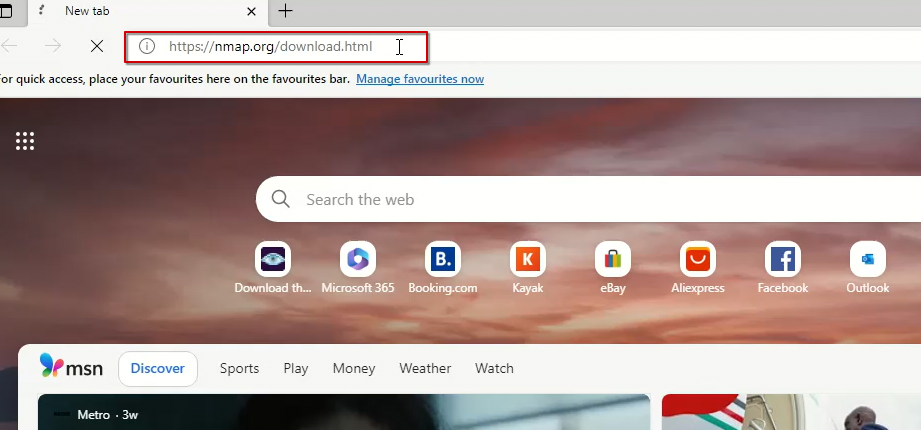 New tab
https://nmap.org/download.html
or quick access, place your favourites here on the favourites bar. Manage favourites now
Search the web
Download th... Microsoft 365 Booking.com Kayak eBay Aliexpress Facebook Outlook
msn Discover Sports Play Money Weather Watch
Metro · 3w